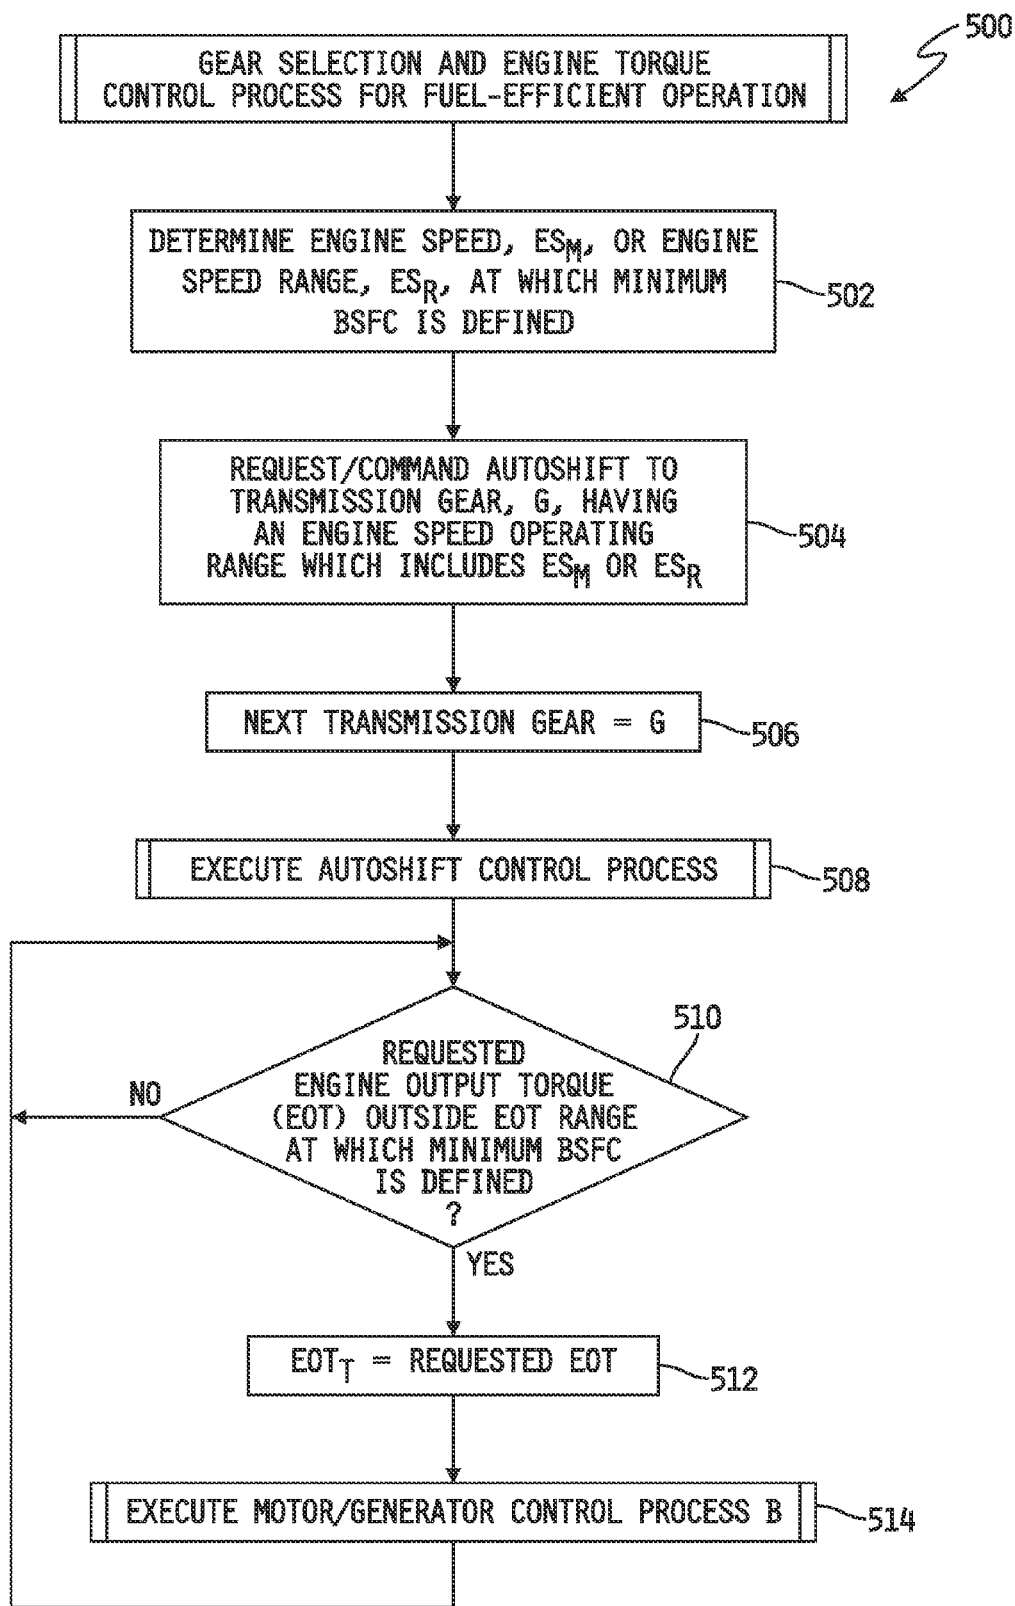 500
GEAR SELECTION AND ENGINE TORQUE
CONTROL PROCESS FOR FUEL-EFFICIENT OPERATION
DETERMINE ENGINE SPEED, ESM, OR ENGINE
SPEED RANGE, ESR, AT WHICH MINIMUM
BSFC IS DEFINED
502
REQUEST/COMMAND AUTOSHIFT TO
TRANSMISSION GEAR, G, HAVING
AN ENGINE SPEED OPERATING
RANGE WHICH INCLUDES ESM OR ESR
504
NEXT TRANSMISSION GEAR = G
506
EXECUTE AUTOSHIFT CONTROL PROCESS
508
510
REQUESTED
ENGINE OUTPUT TORQUE
(EOT) OUTSIDE EOT RANGE
AT WHICH MINIMUM BSFC
IS DEFINED
?
NO
YES
EOTT = REQUESTED EOT
512
EXECUTE MOTOR/GENERATOR CONTROL PROCESS B
514